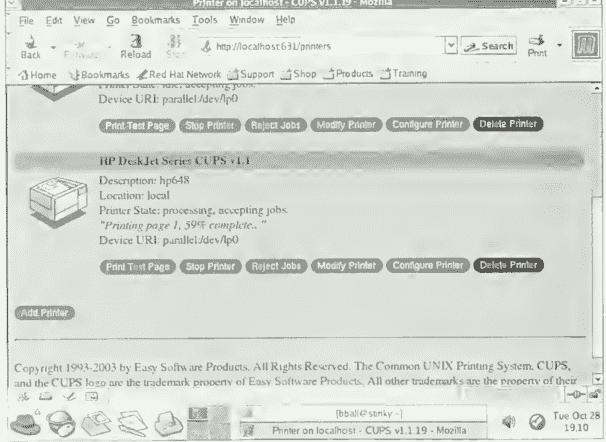 Printer on localhost - CUPS v1.1.19 - Mozilla
File Edit View Go Bookmarks Tools Window Help
Back Forward Reload Stop http://localhost:631/printers Search Print
Home Bookmarks Red Hat Network Support Shop Products Training
Printer State: idle, accepting jobs.
Device URI: parallel:/dev/lp0
Print Test Page Stop Printer Reject Jobs Modify Printer Configure Printer Delete Printer
HP DeskJet Series CUPS v1.1
Description: hp648
Location: local
Printer State: processing, accepting jobs.
"Printing page 1, 59% complete.. "
Device URI: parallel:/dev/lp0
Print Test Page Stop Printer Reject Jobs Modify Printer Configure Printer Delete Printer
Add Printer
Copyright 1993-2003 by Easy Software Products, All Rights Reserved. The Common UNIX Printing System, CUPS,
and the CUPS logo are the trademark property of Easy Software Products. All other trademarks are the property of their
[bball@stinky ~]
Printer on localhost - CUPS v1.1.19 - Mozilla
Tue Oct 28
19:10